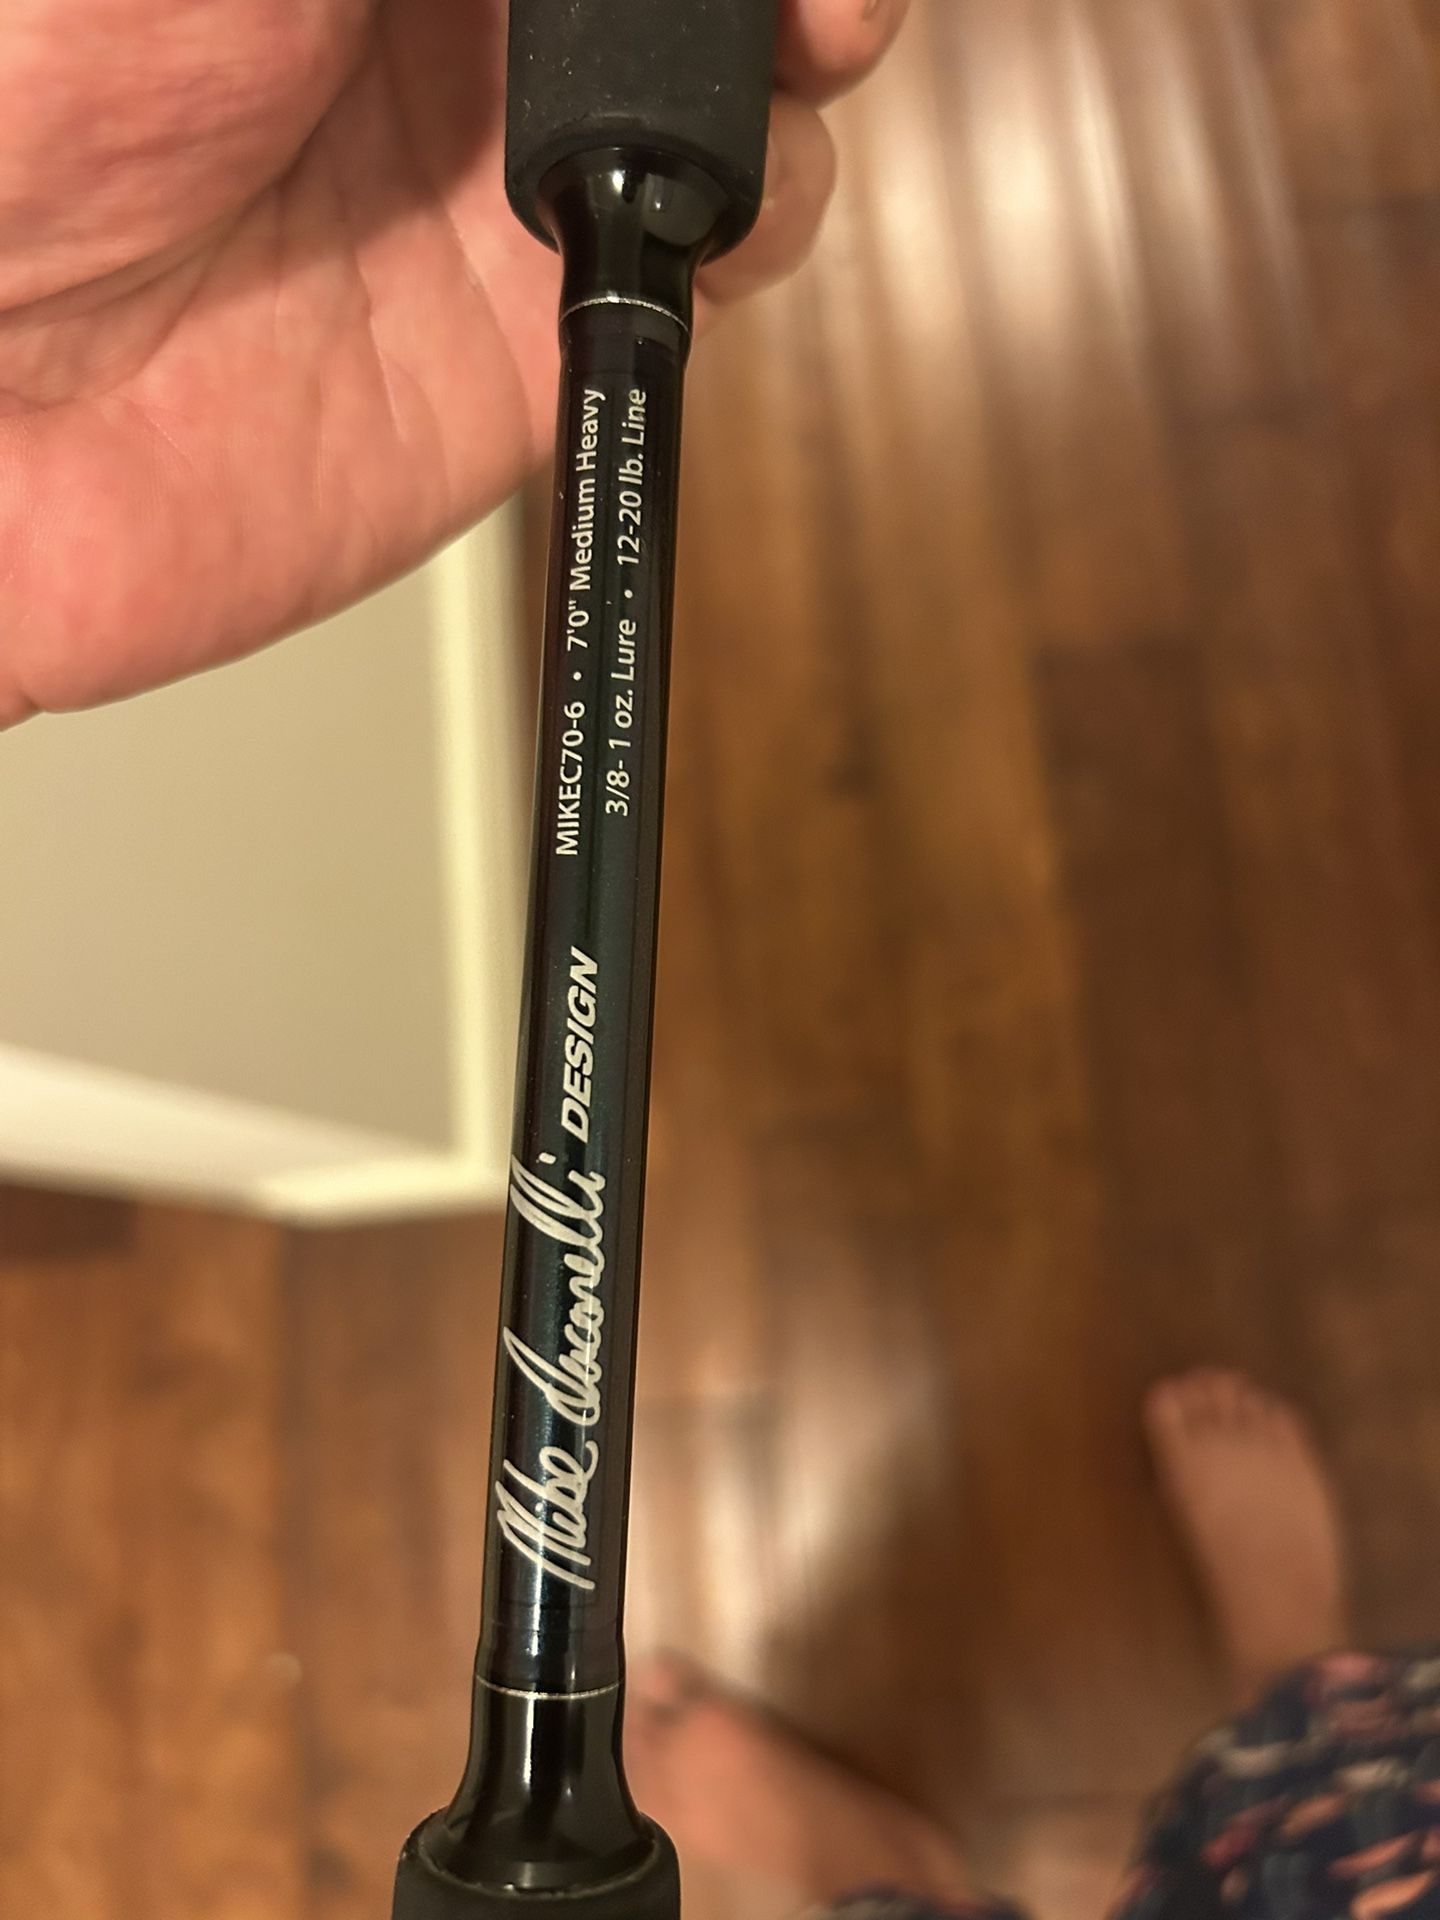 MIKEC70-6 • 7'0" Medium Heavy
3/8- 1 oz. Lure • 12-20 lb. Line
Mike Iaconelli DESIGN